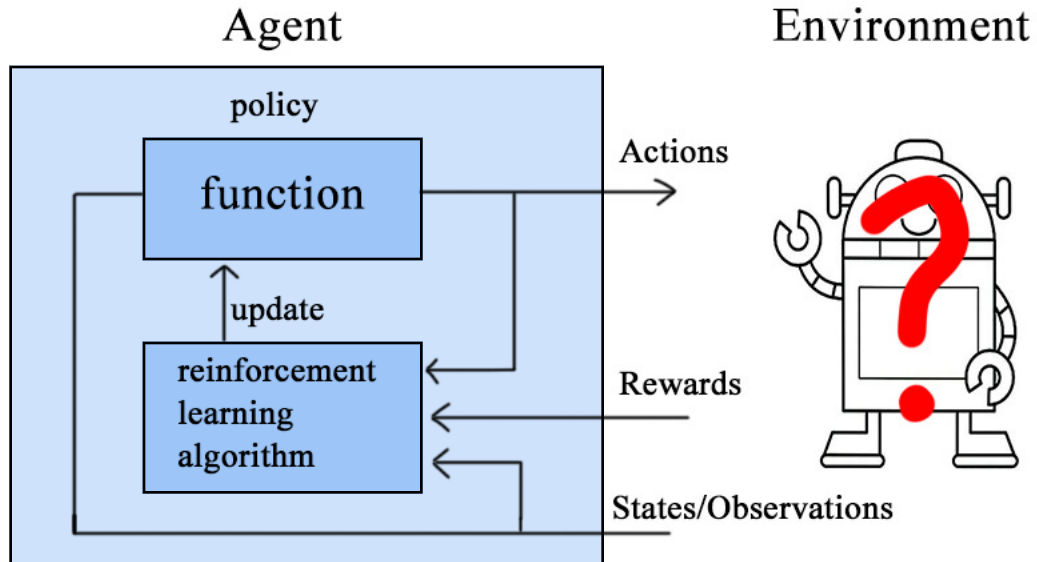 Agent
Environment
policy
function
Actions
update
reinforcement
learning
algorithm
Rewards
States/Observations
?